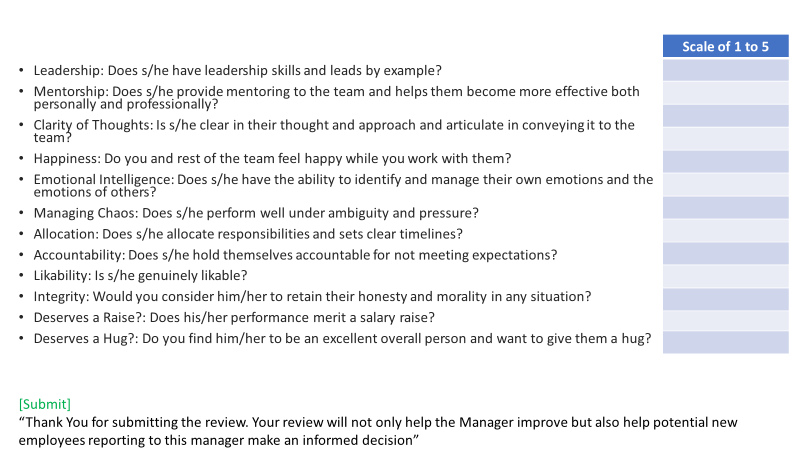 Scale of 1 to 5
• Leadership: Does s/he have leadership skills and leads by example?
• Mentorship: Does s/he provide mentoring to the team and helps them become more effective both
personally and professionally?
• Clarity of Thoughts: Is s/he clear in their thought and approach and articulate in conveying it to the
team?
• Happiness: Do you and rest of the team feel happy while you work with them?
• Emotional Intelligence: Does s/he have the ability to identify and manage their own emotions and the
emotions of others?
• Managing Chaos: Does s/he perform well under ambiguity and pressure?
• Allocation: Does s/he allocate responsibilities and sets clear timelines?
• Accountability: Does s/he hold themselves accountable for not meeting expectations?
• Likability: Is s/he genuinely likable?
• Integrity: Would you consider him/her to retain their honesty and morality in any situation?
• Deserves a Raise?: Does his/her performance merit a salary raise?
• Deserves a Hug?: Do you find him/her to be an excellent overall person and want to give them a hug?
[Submit]
“Thank You for submitting the review. Your review will not only help the Manager improve but also help potential new
employees reporting to this manager make an informed decision”